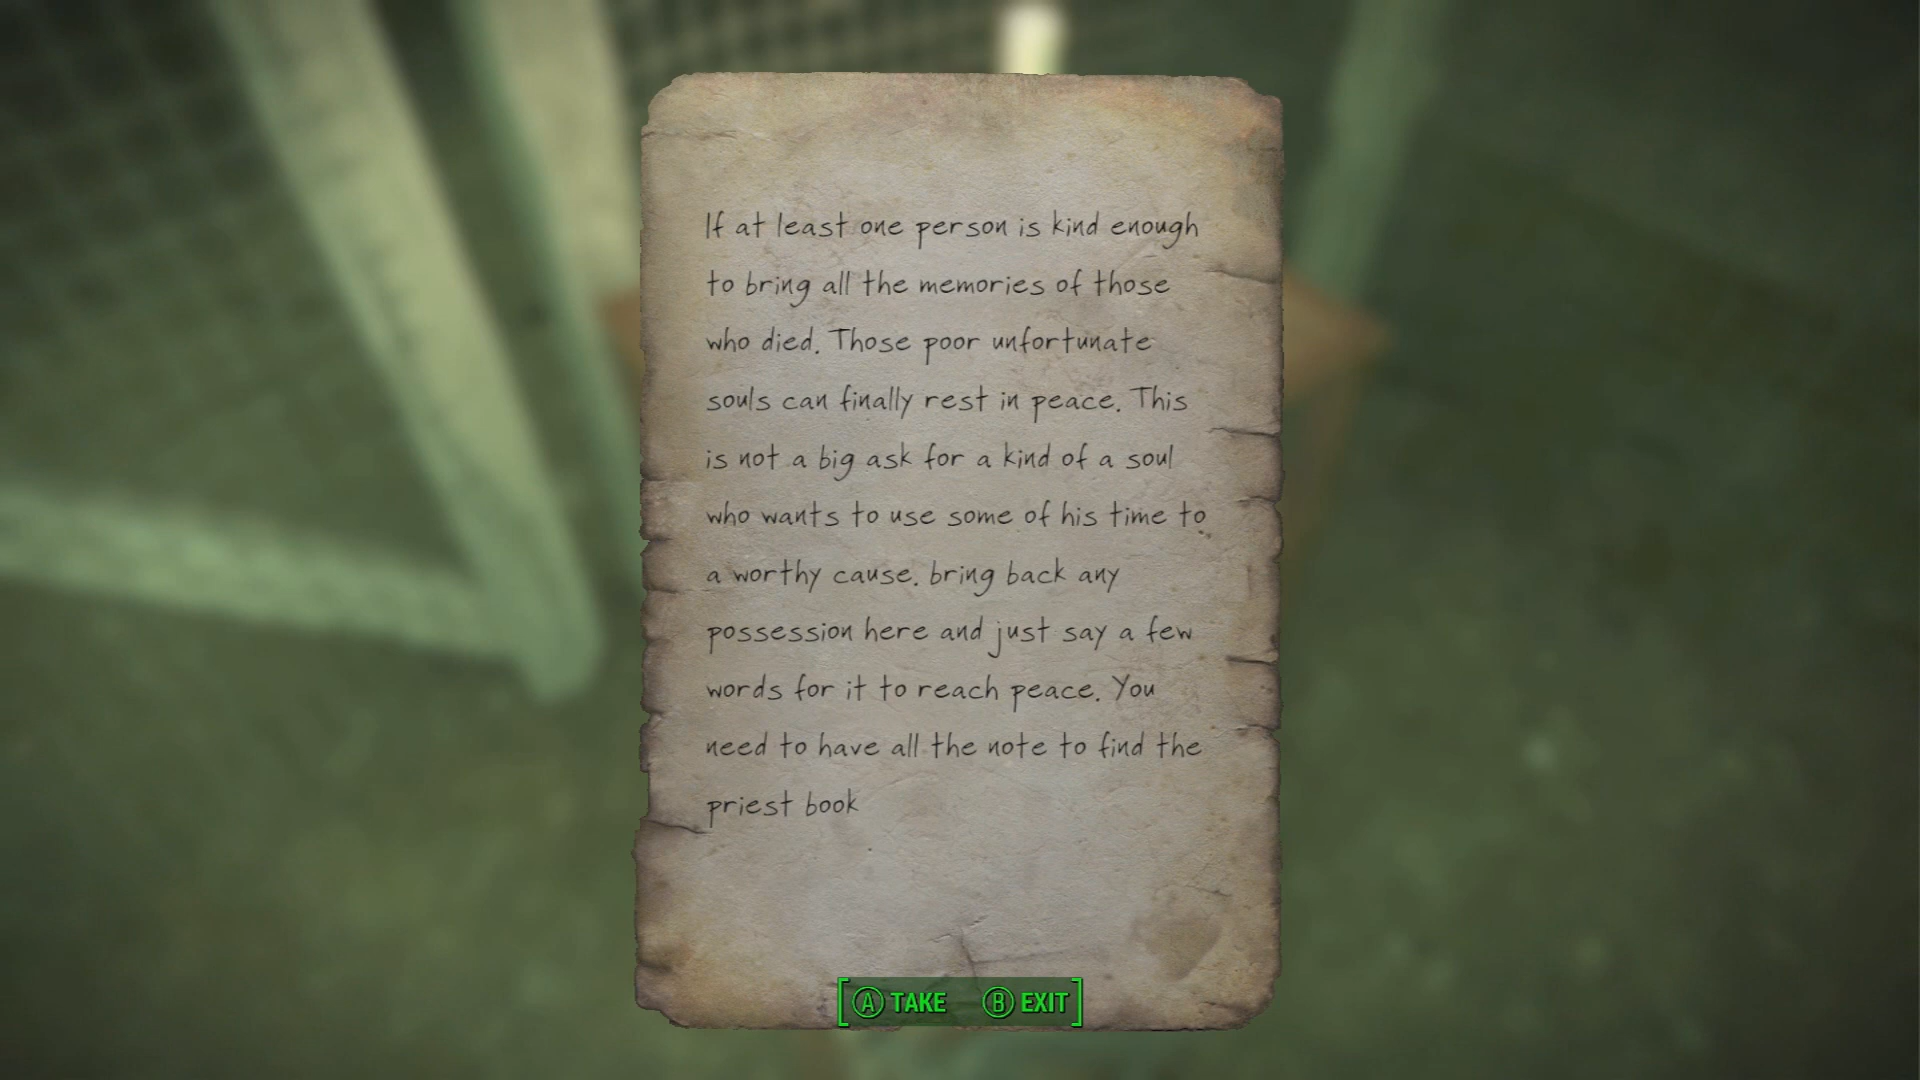 If at least one person is kind enough
to bring all the memories of those
who died. Those poor unfortunate
souls can finally rest in peace. This
is not a big ask for a kind of a soul
who wants to use some of his time to
a worthy cause. bring back any
possession here and just say a few
words for it to reach peace. You
need to have all the note to find the
priest book
[Ⓐ TAKE Ⓑ EXIT]